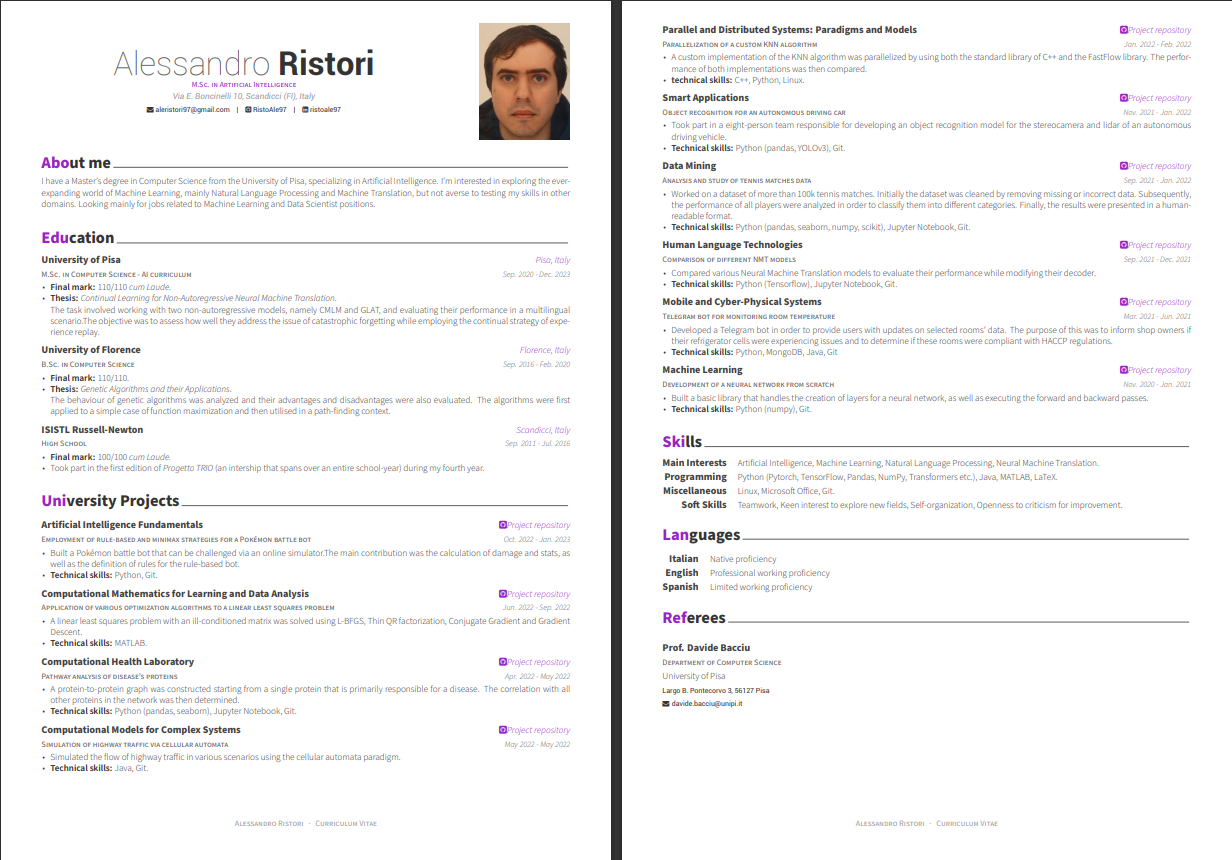 Alessandro Ristori
M.Sc. in Artificial Intelligence
Via E. Boncinelli 10, Scandicci (FI), Italy
aleristori97@gmail.com | RistoAle97 | ristoale97
About me
I have a Master's degree in Computer Science from the University of Pisa, specializing in Artificial Intelligence. I'm interested in exploring the ever-
expanding world of Machine Learning, mainly Natural Language Processing and Machine Translation, but not averse to testing my skills in other
domains. Looking mainly for jobs related to Machine Learning and Data Scientist positions.
Education
University of Pisa Pisa, Italy
M.Sc. in Computer Science - AI curriculum Sep. 2020 - Dec. 2023
• Final mark: 110/110 cum Laude.
• Thesis: Continual Learning for Non-Autoregressive Neural Machine Translation.
The task involved working with two non-autoregressive models, namely CMLM and GLAT, and evaluating their performance in a multilingual
scenario.The objective was to assess how well they address the issue of catastrophic forgetting while employing the continual strategy of expe-
rience replay.
University of Florence Florence, Italy
B.Sc. in Computer Science Sep. 2016 - Feb. 2020
• Final mark: 110/110.
• Thesis: Genetic Algorithms and their Applications.
The behaviour of genetic algorithms was analyzed and their advantages and disadvantages were also evaluated. The algorithms were first
applied to a simple case of function maximization and then utilised in a path-finding context.
ISISTL Russell-Newton Scandicci, Italy
High School Sep. 2011 - Jul. 2016
• Final mark: 100/100 cum Laude.
• Took part in the first edition of Progetto TRIO (an intership that spans over an entire school-year) during my fourth year.
University Projects
Artificial Intelligence Fundamentals Project repository
Employment of rule-based and minimax strategies for a Pokémon battle bot Oct. 2022 - Jan. 2023
• Built a Pokémon battle bot that can be challenged via an online simulator.The main contribution was the calculation of damage and stats, as
well as the definition of rules for the rule-based bot.
• Technical skills: Python, Git.
Computational Mathematics for Learning and Data Analysis Project repository
Application of various optimization algorithms to a linear least squares problem Jun. 2022 - Sep. 2022
• A linear least squares problem with an ill-conditioned matrix was solved using L-BFGS, Thin QR factorization, Conjugate Gradient and Gradient
Descent.
• Technical skills: MATLAB.
Computational Health Laboratory Project repository
Pathway analysis of disease's proteins Apr. 2022 - May 2022
• A protein-to-protein graph was constructed starting from a single protein that is primarily responsible for a disease. The correlation with all
other proteins in the network was then determined.
• Technical skills: Python (pandas, seaborn), Jupyter Notebook, Git.
Computational Models for Complex Systems Project repository
Simulation of highway traffic via cellular automata May 2022 - May 2022
• Simulated the flow of highway traffic in various scenarios using the cellular automata paradigm.
• Technical skills: Java, Git.
Alessandro Ristori · Curriculum Vitae
Parallel and Distributed Systems: Paradigms and Models Project repository
Parallelization of a custom KNN algorithm Jan. 2022 - Feb. 2022
• A custom implementation of the KNN algorithm was parallelized by using both the standard library of C++ and the FastFlow library. The perfor-
mance of both implementations was then compared.
• technical skills: C++, Python, Linux.
Smart Applications Project repository
Object recognition for an autonomous driving car Nov. 2021 - Jan. 2022
• Took part in a eight-person team responsible for developing an object recognition model for the stereocamera and lidar of an autonomous
driving vehicle.
• Technical skills: Python (pandas, YOLOv3), Git.
Data Mining Project repository
Analysis and study of tennis matches data Sep. 2021 - Jan. 2022
• Worked on a dataset of more than 100k tennis matches. Initially the dataset was cleaned by removing missing or incorrect data. Subsequently,
the performance of all players were analyzed in order to classify them into different categories. Finally, the results were presented in a human-
readable format.
• Technical skills: Python (pandas, seaborn, numpy, scikit), Jupyter Notebook, Git.
Human Language Technologies Project repository
Comparison of different NMT models Sep. 2021 - Dec. 2021
• Compared various Neural Machine Translation models to evaluate their performance while modifying their decoder.
• Technical skills: Python (Tensorflow), Jupyter Notebook, Git.
Mobile and Cyber-Physical Systems Project repository
Telegram bot for monitoring room temperature Mar. 2021 - Jun. 2021
• Developed a Telegram bot in order to provide users with updates on selected rooms' data. The purpose of this was to inform shop owners if
their refrigerator cells were experiencing issues and to determine if these rooms were compliant with HACCP regulations.
• Technical skills: Python, MongoDB, Java, Git
Machine Learning Project repository
Development of a neural network from scratch Nov. 2020 - Jan. 2021
• Built a basic library that handles the creation of layers for a neural network, as well as executing the forward and backward passes.
• Technical skills: Python (numpy), Git.
Skills
Main Interests Artificial Intelligence, Machine Learning, Natural Language Processing, Neural Machine Translation.
Programming Python (Pytorch, TensorFlow, Pandas, NumPy, Transformers etc.), Java, MATLAB, LaTeX.
Miscellaneous Linux, Microsoft Office, Git.
Soft Skills Teamwork, Keen interest to explore new fields, Self-organization, Openness to criticism for improvement.
Languages
Italian Native proficiency
English Professional working proficiency
Spanish Limited working proficiency
Referees
Prof. Davide Bacciu
Department of Computer Science
University of Pisa
Largo B. Pontecorvo 3, 56127 Pisa
davide.bacciu@unipi.it
Alessandro Ristori · Curriculum Vitae